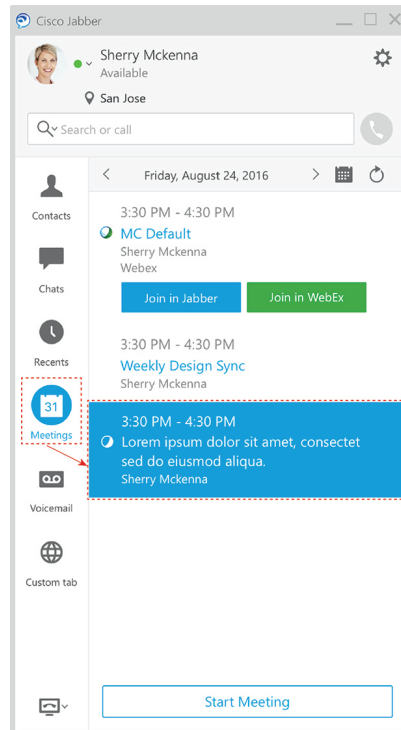 Cisco Jabber
Sherry Mckenna
Available
San Jose
Search or call
Contacts
Chats
Recents
31
Meetings
Voicemail
Custom tab
Friday, August 24, 2016
3:30 PM - 4:30 PM
MC Default
Sherry Mckenna
Webex
Join in Jabber
Join in WebEx
3:30 PM - 4:30 PM
Weekly Design Sync
Sherry Mckenna
3:30 PM - 4:30 PM
Lorem ipsum dolor sit amet, consectet
sed do eiusmod aliqua.
Sherry Mckenna
Start Meeting